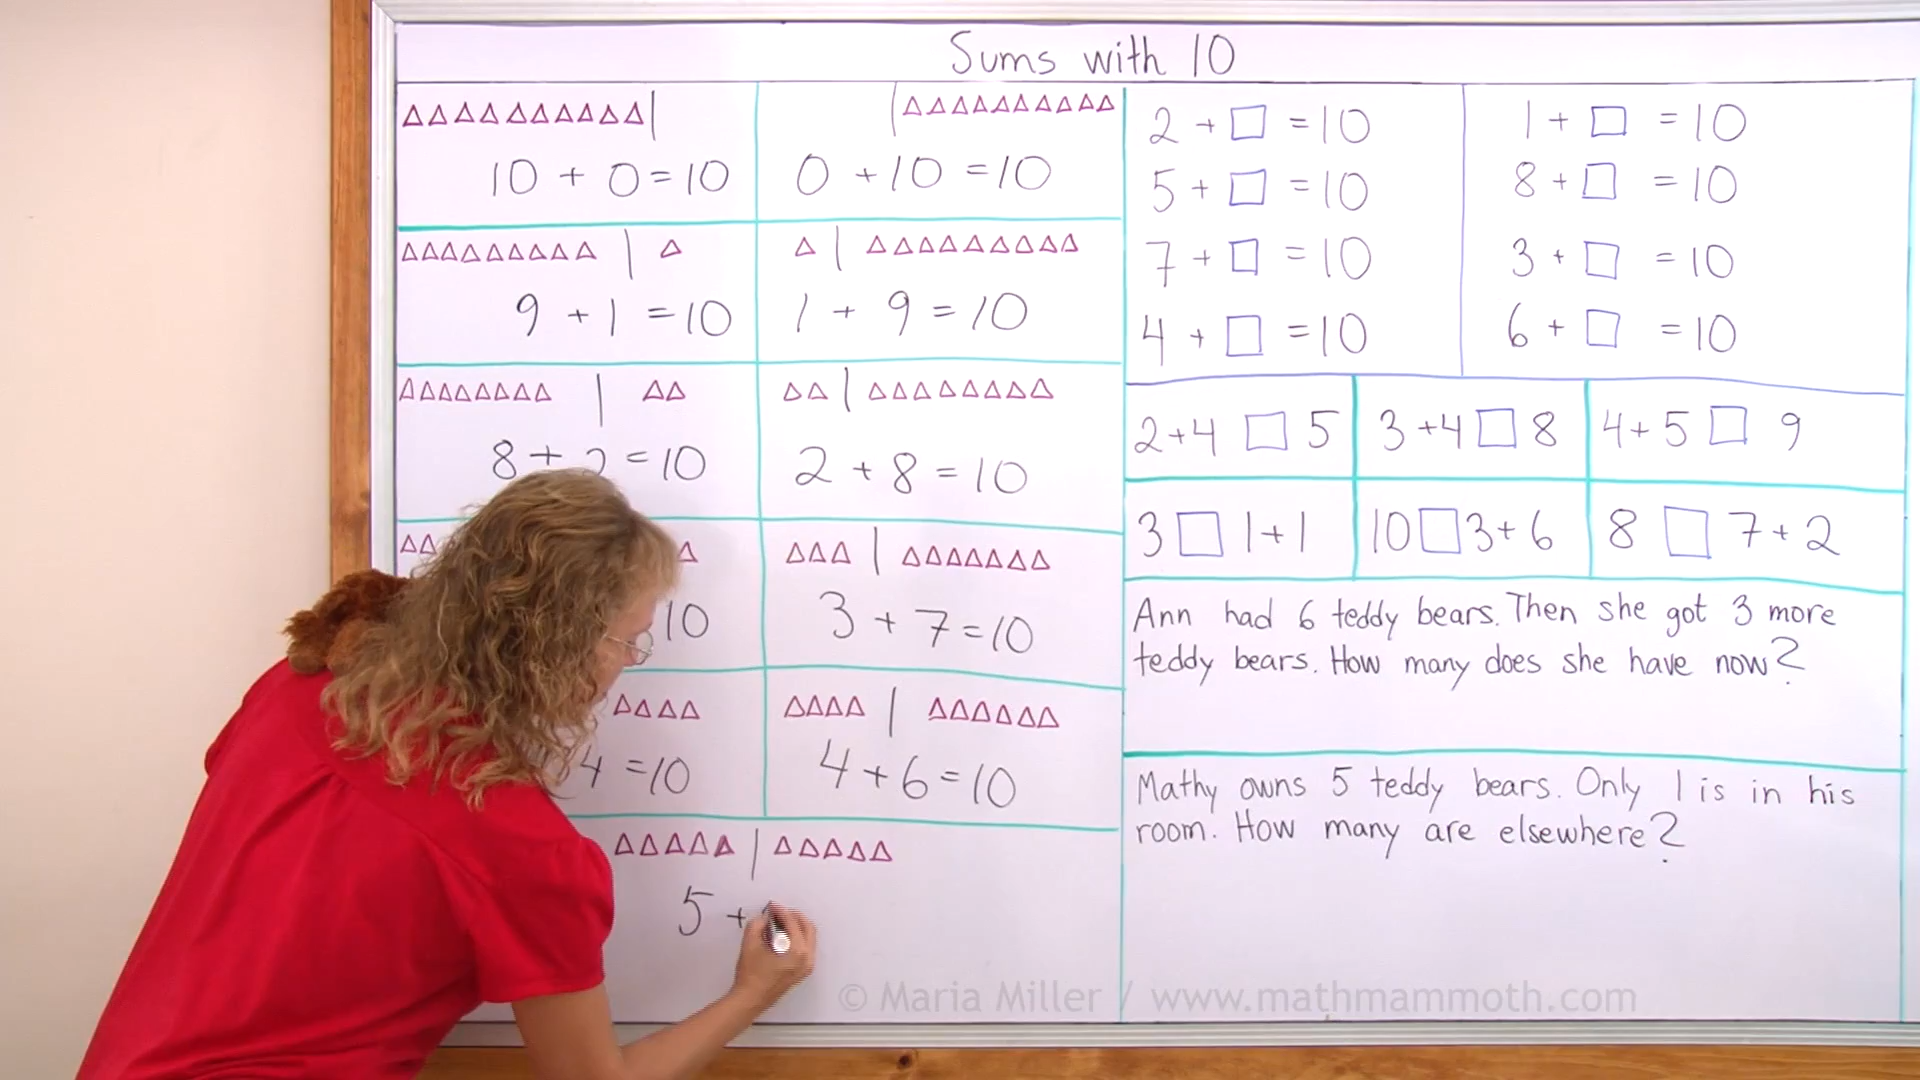 Sums with 10
10 + 0 = 10
0 + 10 = 10
9 + 1 = 10
1 + 9 = 10
8 + 2 = 10
2 + 8 = 10
10
3 + 7 = 10
4 = 10
4 + 6 = 10
5 +
2 + □ = 10
5 + □ = 10
7 + □ = 10
4 + □ = 10
1 + □ = 10
8 + □ = 10
3 + □ = 10
6 + □ = 10
2+4 □ 5
3+4 □ 8
4+5 □ 9
3 □ 1+1
10 □ 3+6
8 □ 7+2
Ann had 6 teddy bears. Then she got 3 more
teddy bears. How many does she have now?
Mathy owns 5 teddy bears. Only 1 is in his
room. How many are elsewhere?
© Maria Miller / www.mathmammoth.com